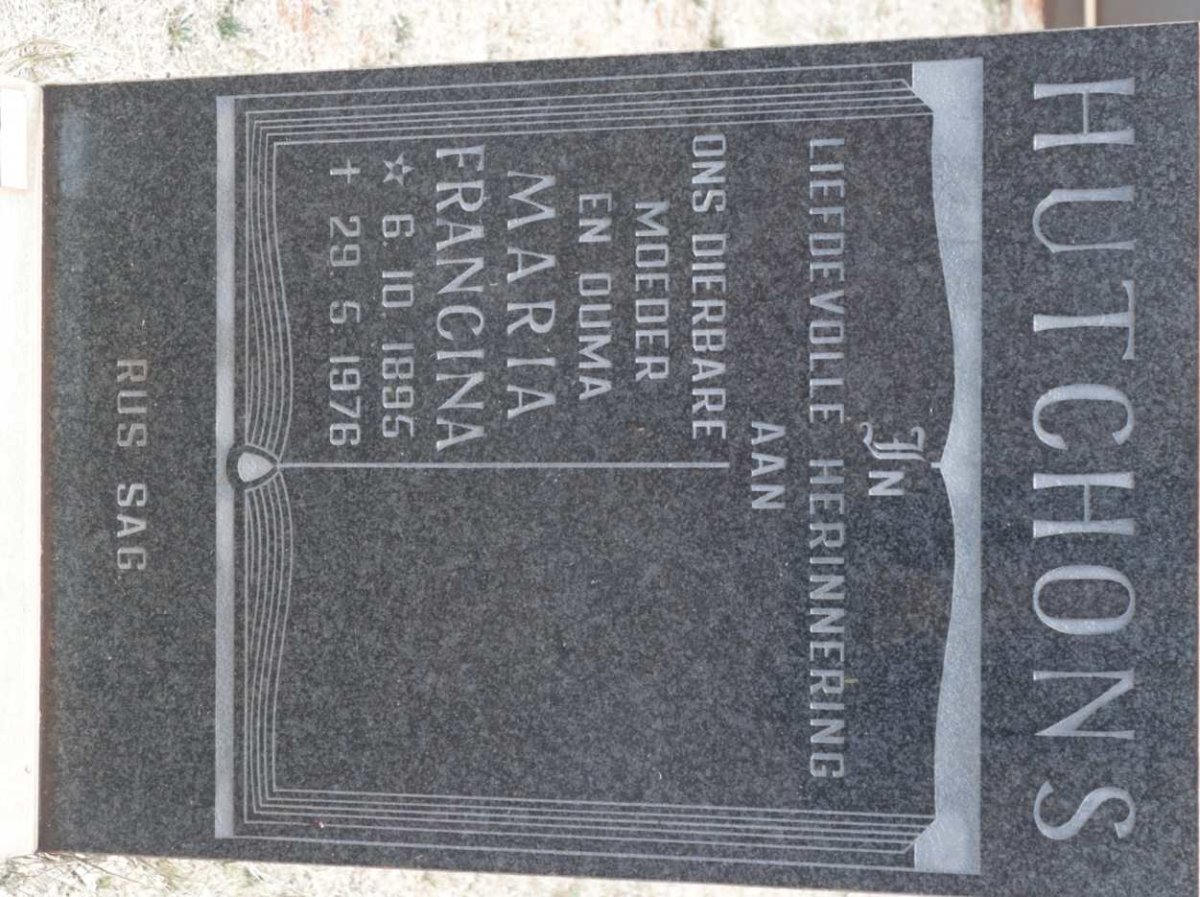 HUTCHONS
In
LIEFDEVOLLE HERINNERING
AAN
ONS DIERBARE
MOEDER
EN OUMA
MARIA
FRANCINA
☆ 6. 10 1895
† 29 5 1976
RUS SAG